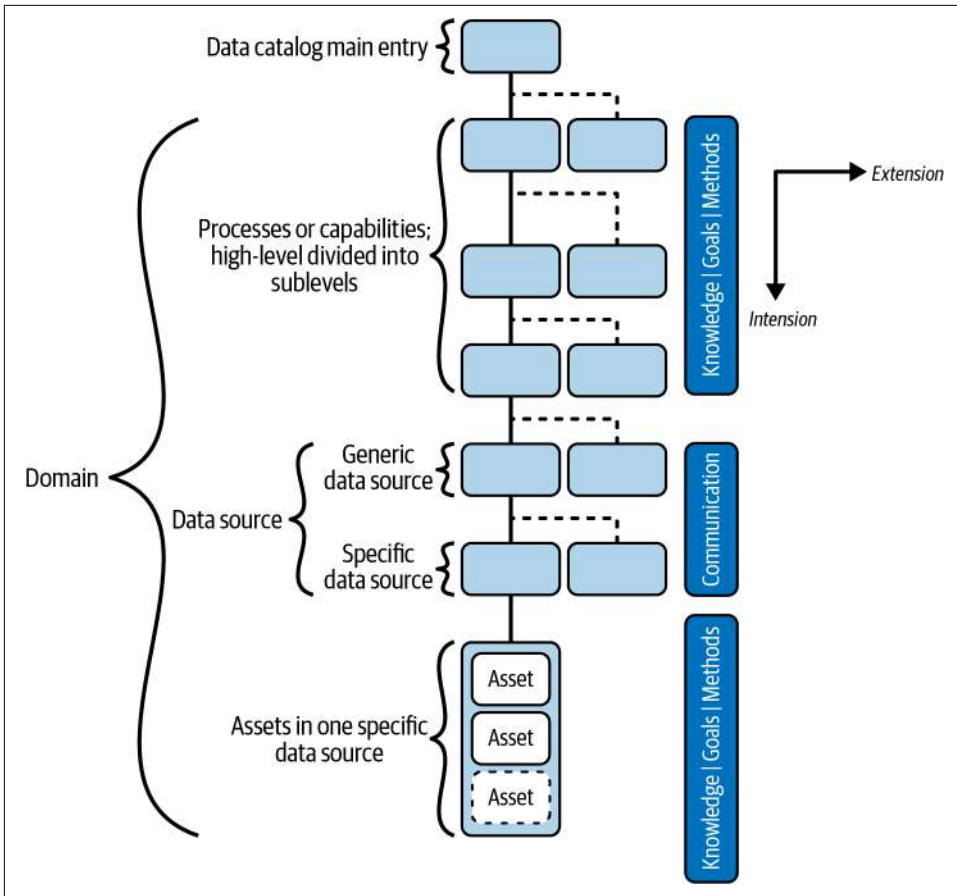 Data catalog main entry
Processes or capabilities;
high-level divided into
sublevels
Knowledge | Goals | Methods
Extension
Intension
Domain
Data source
Generic
data source
Specific
data source
Communication
Assets in one specific
data source
Asset
Asset
Asset
Knowledge | Goals | Methods